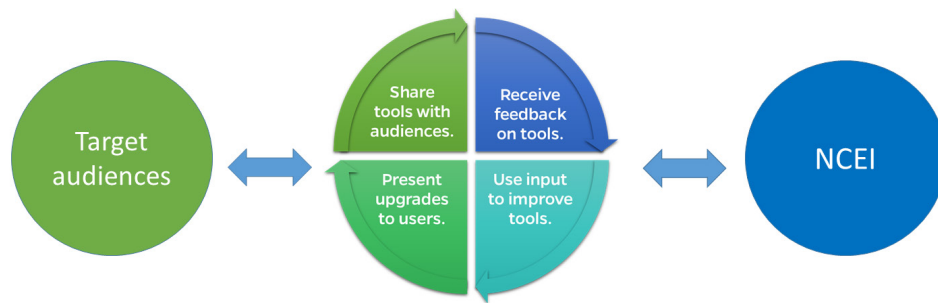 Target
audiences
Share
tools with
audiences.
Receive
feedback
on tools.
Present
upgrades
to users.
Use input
to improve
tools.
NCEI